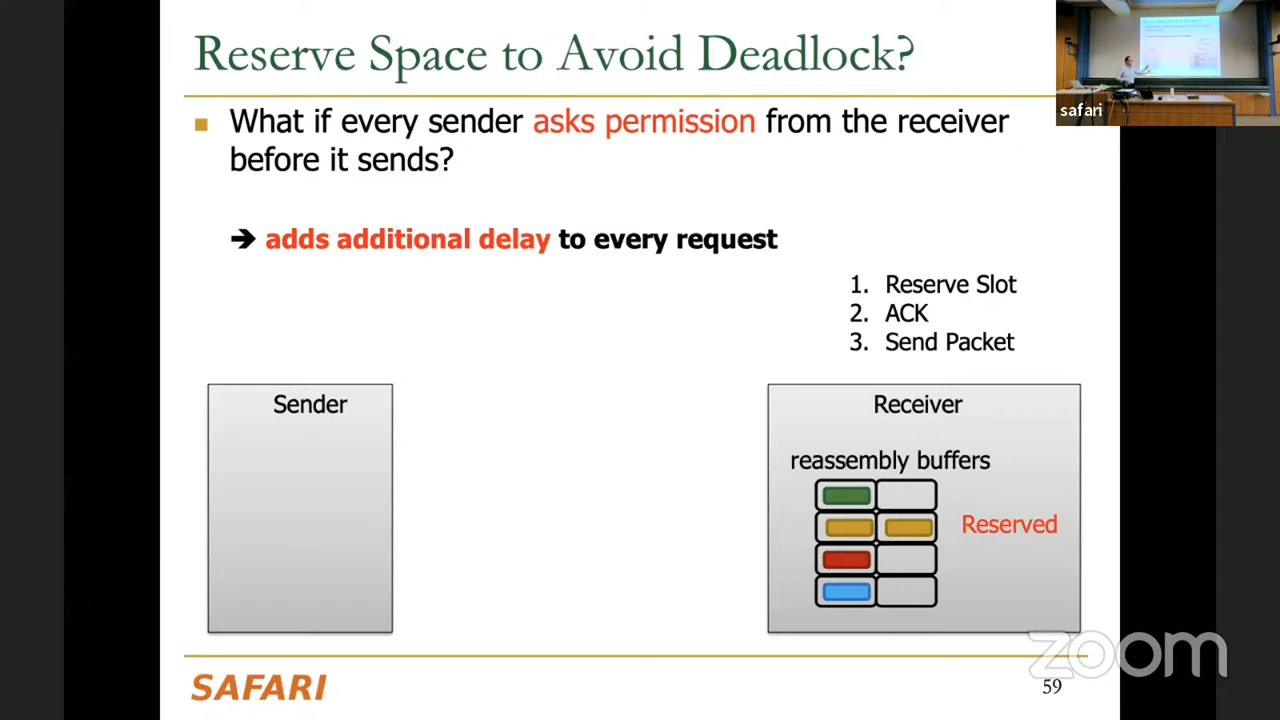 Reserve Space to Avoid Deadlock?
What if every sender asks permission from the receiver
before it sends?
➔ adds additional delay to every request
1. Reserve Slot
2. ACK
3. Send Packet
Sender
Receiver
reassembly buffers
Reserved
SAFARI
59
zoom
safari